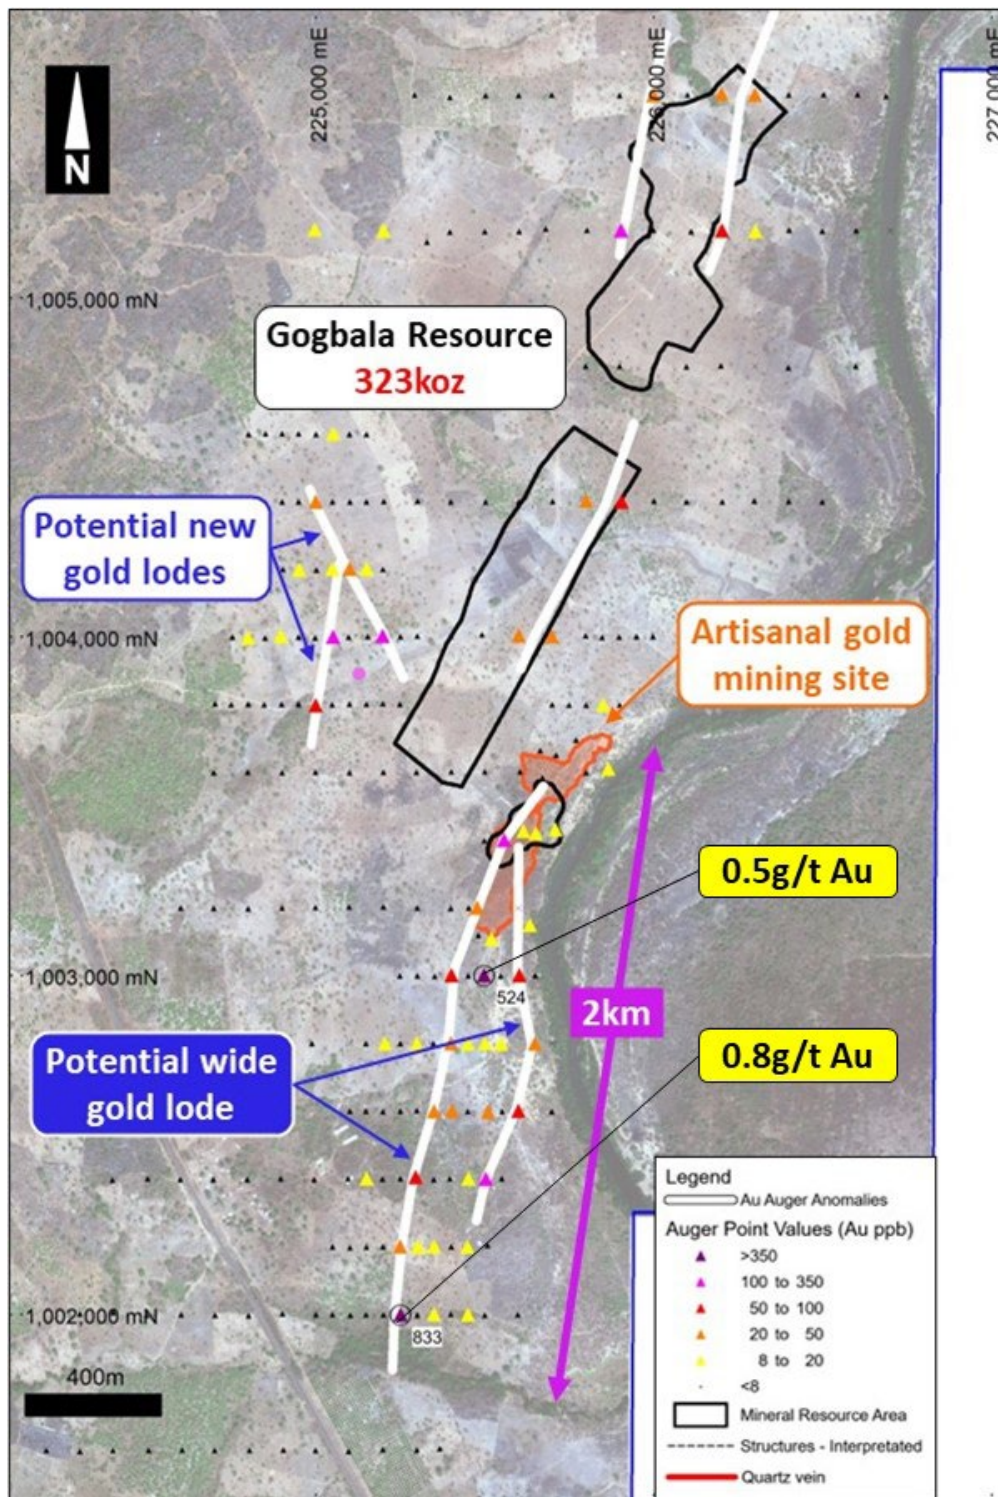 225,000 mE
226,000 mE
227,000 mE
N
1,005,000 mN
Gogbala Resource
323koz
Potential new
gold lodes
1,004,000 mN
Artisanal gold
mining site
0.5g/t Au
1,003,000 mN
524
2km
Potential wide
gold lode
0.8g/t Au
1,002,000 mN
833
400m
Legend
Au Auger Anomalies
Auger Point Values (Au ppb)
>350
100 to 350
50 to 100
20 to 50
8 to 20
<8
Mineral Resource Area
Structures - Interpretated
Quartz vein